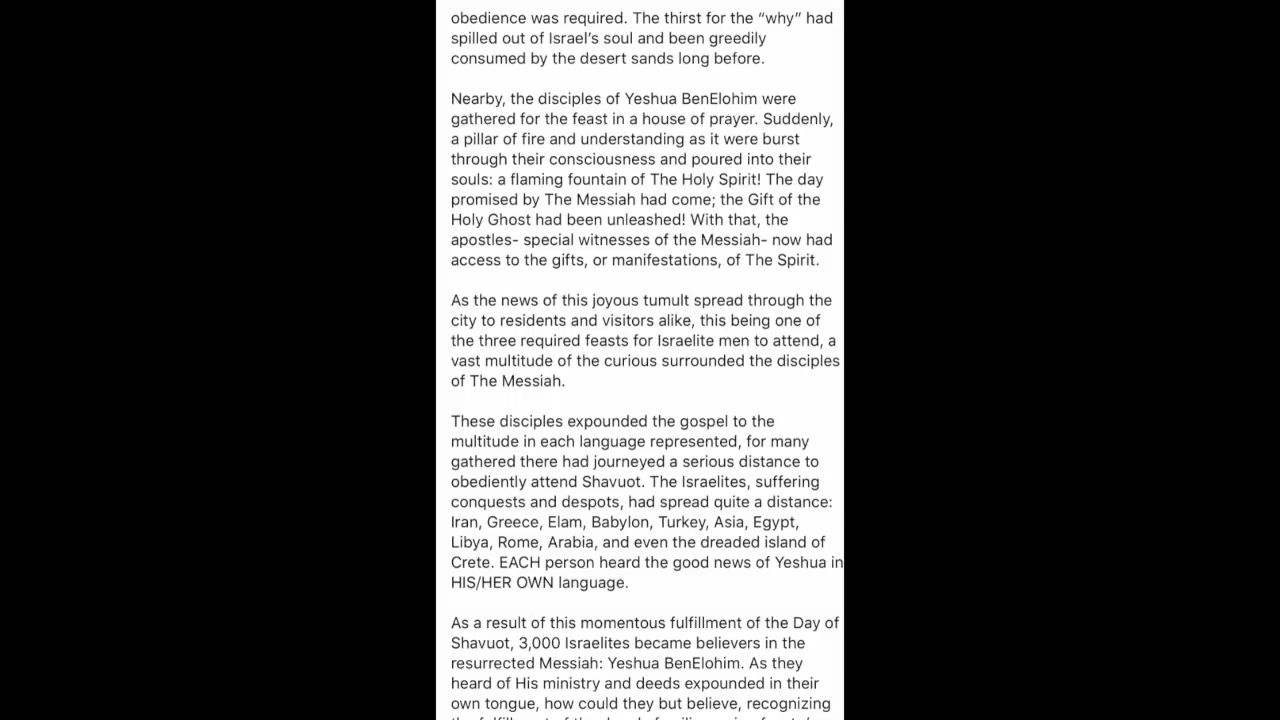 obedience was required. The thirst for the “why” had
spilled out of Israel’s soul and been greedily
consumed by the desert sands long before.
Nearby, the disciples of Yeshua BenElohim were
gathered for the feast in a house of prayer. Suddenly,
a pillar of fire and understanding as it were burst
through their consciousness and poured into their
souls: a flaming fountain of The Holy Spirit! The day
promised by The Messiah had come; the Gift of the
Holy Ghost had been unleashed! With that, the
apostles- special witnesses of the Messiah- now had
access to the gifts, or manifestations, of The Spirit.
As the news of this joyous tumult spread through the
city to residents and visitors alike, this being one of
the three required feasts for Israelite men to attend, a
vast multitude of the curious surrounded the disciples
of The Messiah.
These disciples expounded the gospel to the
multitude in each language represented, for many
gathered there had journeyed a serious distance to
obediently attend Shavuot. The Israelites, suffering
conquests and despots, had spread quite a distance:
Iran, Greece, Elam, Babylon, Turkey, Asia, Egypt,
Libya, Rome, Arabia, and even the dreaded island of
Crete. EACH person heard the good news of Yeshua in
HIS/HER OWN language.
As a result of this momentous fulfillment of the Day of
Shavuot, 3,000 Israelites became believers in the
resurrected Messiah: Yeshua BenElohim. As they
heard of His ministry and deeds expounded in their
own tongue, how could they but believe, recognizing